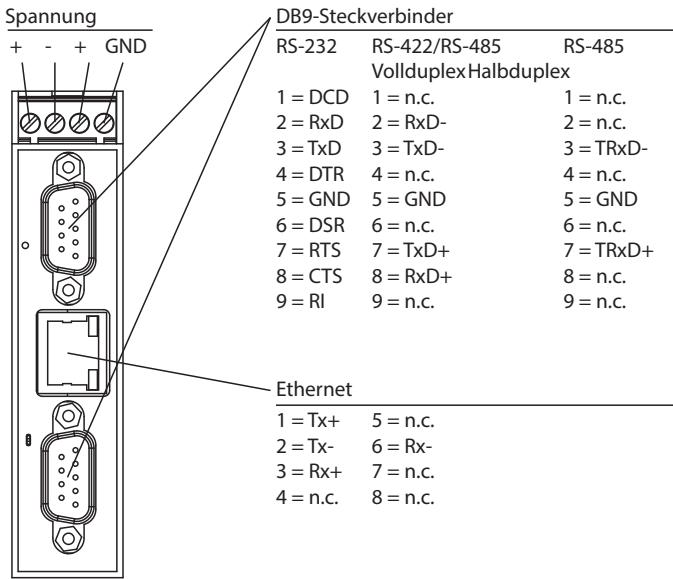 Spannung
+ - + GND
DB9-Steckverbinder
RS-232 RS-422/RS-485 RS-485
Vollduplex Halbduplex
1 = DCD 1 = n.c. 1 = n.c.
2 = RxD 2 = RxD- 2 = n.c.
3 = TxD 3 = TxD- 3 = TRxD-
4 = DTR 4 = n.c. 4 = n.c.
5 = GND 5 = GND 5 = GND
6 = DSR 6 = n.c. 6 = n.c.
7 = RTS 7 = TxD+ 7 = TRxD+
8 = CTS 8 = RxD+ 8 = n.c.
9 = RI 9 = n.c. 9 = n.c.
Ethernet
1 = Tx+ 5 = n.c.
2 = Tx- 6 = Rx-
3 = Rx+ 7 = n.c.
4 = n.c. 8 = n.c.